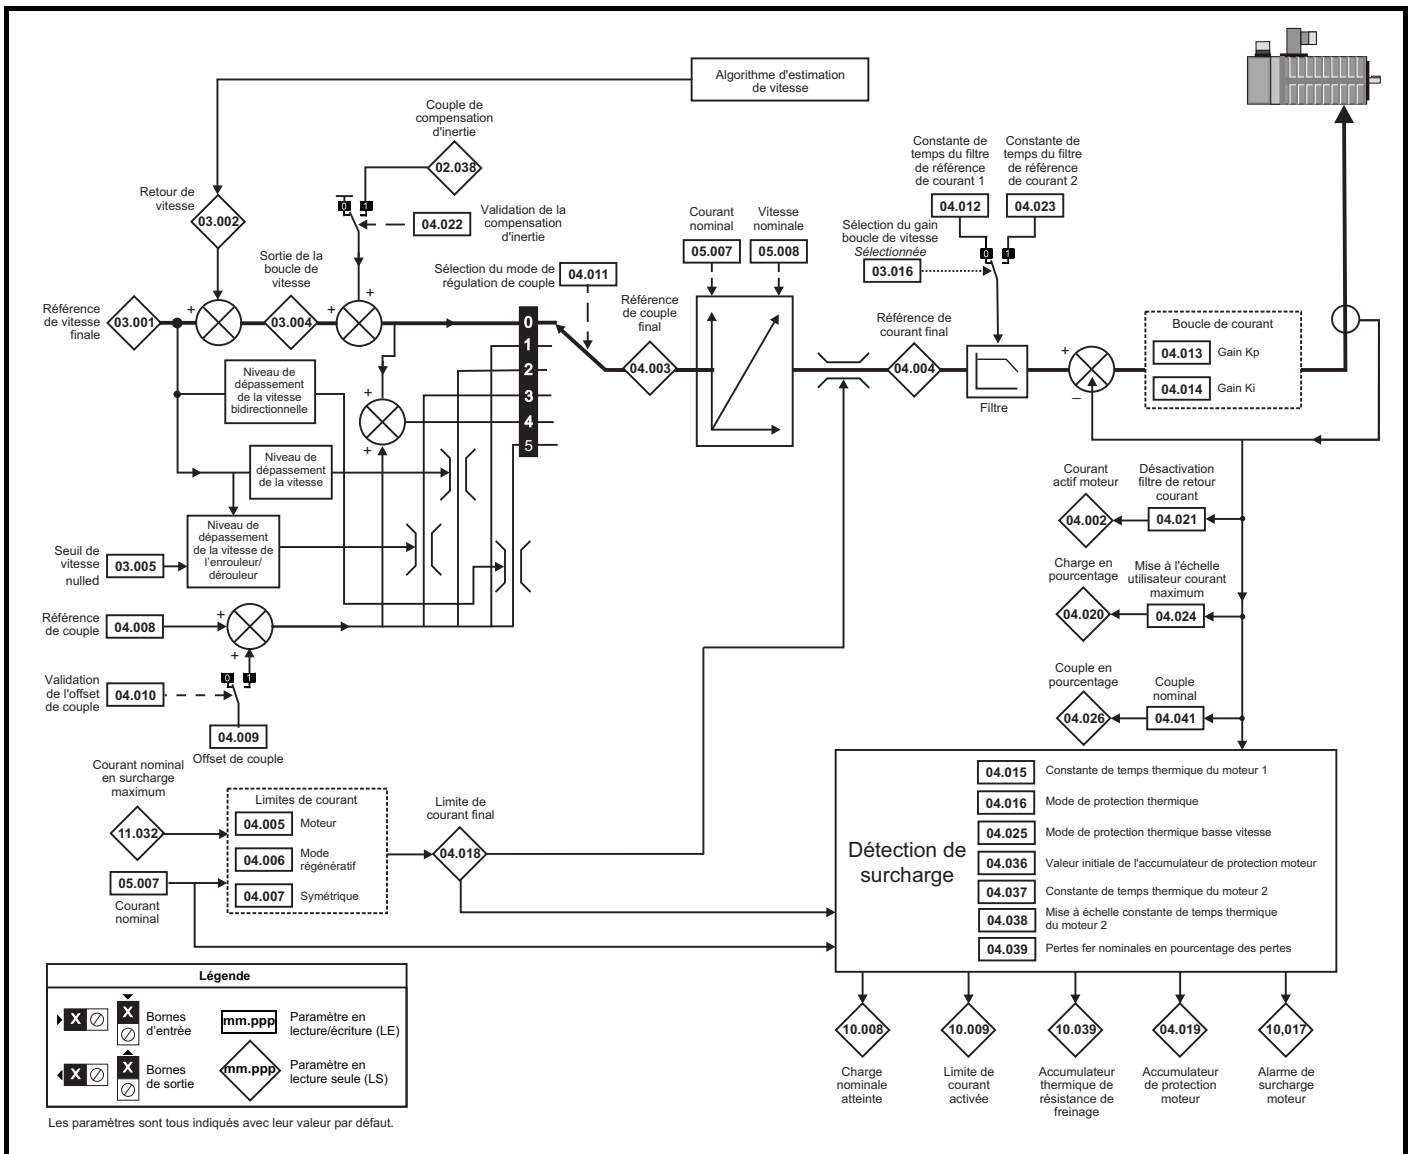 Algorithme d'estimation
de vitesse
Couple de
compensation
d'inertie
02.038
Retour de
vitesse
03.002
0 1
04.022
Validation de la
compensation
d'inertie
Constante de
temps du filtre
de référence
de courant 1
Constante de
temps du filtre
de référence
de courant 2
04.012
04.023
Courant
nominal
05.007
Vitesse
nominale
05.008
Sélection du gain
boucle de vitesse
Sélectionnée
03.016
0 1
Sortie de la
boucle de
vitesse
Sélection du mode de
régulation de couple
04.011
Référence
de vitesse
finale
03.001
+
03.004
+
+
0
1
2
3
4
5
Référence
de couple
final
04.003
Référence de
courant final
04.004
Filtre
+
–
Boucle de courant
04.013
Gain Kp
04.014
Gain Ki
Niveau de
dépassement
de la vitesse
bidirectionnelle
+
+
Niveau de
dépassement
de la vitesse
Niveau de
dépassement
de la vitesse de
l'enrouleur/
dérouleur
Seuil de
vitesse
nulled
03.005
Courant
actif moteur
04.002
Désactivation
filtre de retour
courant
04.021
Charge en
pourcentage
04.020
Mise à l'échelle
utilisateur courant
maximum
04.024
Référence
de couple
04.008
+
+
Validation
de l'offset
de couple
04.010
0 1
04.009
Offset de couple
Couple en
pourcentage
04.026
Couple
nominal
04.041
Courant nominal
en surcharge
maximum
11.032
05.007
Courant
nominal
Limites de courant
04.005
Moteur
04.006
Mode
régénératif
04.007
Symétrique
Limite de
courant final
04.018
Détection de
surcharge
04.015
Constante de temps thermique du moteur 1
04.016
Mode de protection thermique
04.025
Mode de protection thermique basse vitesse
04.036
Valeur initiale de l'accumulateur de protection moteur
04.037
Constante de temps thermique du moteur 2
04.038
Mise à échelle constante de temps thermique
du moteur 2
04.039
Pertes fer nominales en pourcentage des pertes
10.008
Charge
nominale
atteinte
10.009
Limite de
courant
activée
10.039
Accumulateur
thermique de
résistance de
freinage
04.019
Accumulateur
de protection
moteur
10,017
Alarme de
surcharge
moteur
Légende
X
X
Bornes
d'entrée
mm.ppp
Paramètre en
lecture/écriture (LE)
X
X
Bornes
de sortie
mm.ppp
Paramètre en
lecture seule (LS)
Les paramètres sont tous indiqués avec leur valeur par défaut.